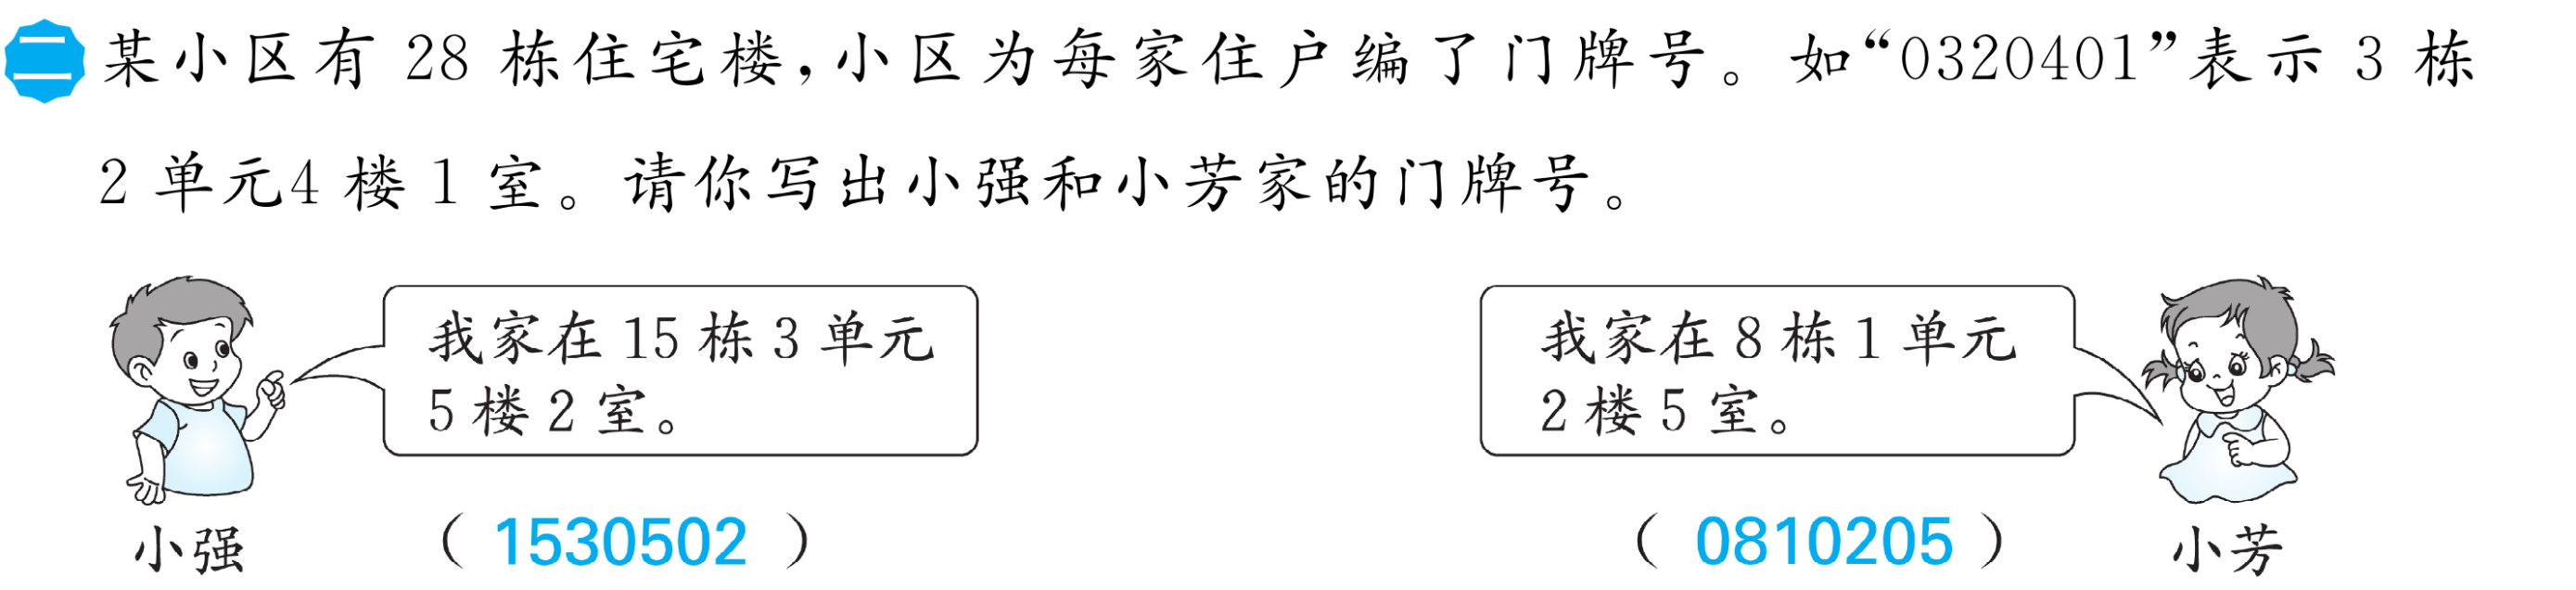 二 某小区有 28 栋住宅楼，小区为每家住户编了门牌号。如“0320401”表示 3 栋
2 单元4 楼 1 室。请你写出小强和小芳家的门牌号。
我家在 15 栋 3 单元
5 楼 2 室。
我家在 8 栋 1 单元
2 楼 5 室。
小强 （ 1530502 ） （ 0810205 ） 小芳